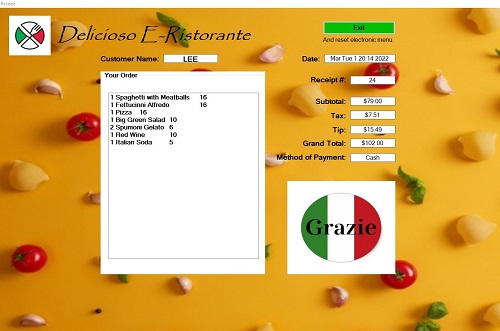 Receipt
Delicioso E-Ristorante
Exit
And reset electronic menu.
Customer Name: LEE
Date: Mar Tue 1 20:14 2022
Your Order
Receipt #: 24
1 Spaghetti with Meatballs 16
1 Fettucinni Alfredo 16
1 Pizza 16
1 Big Green Salad 10
2 Spumoni Gelato 6
1 Red Wine 10
1 Italian Soda 5
Subtotal: $79.00
Tax: $7.51
Tip: $15.49
Grand Total: $102.00
Method of Payment: Cash
Grazie